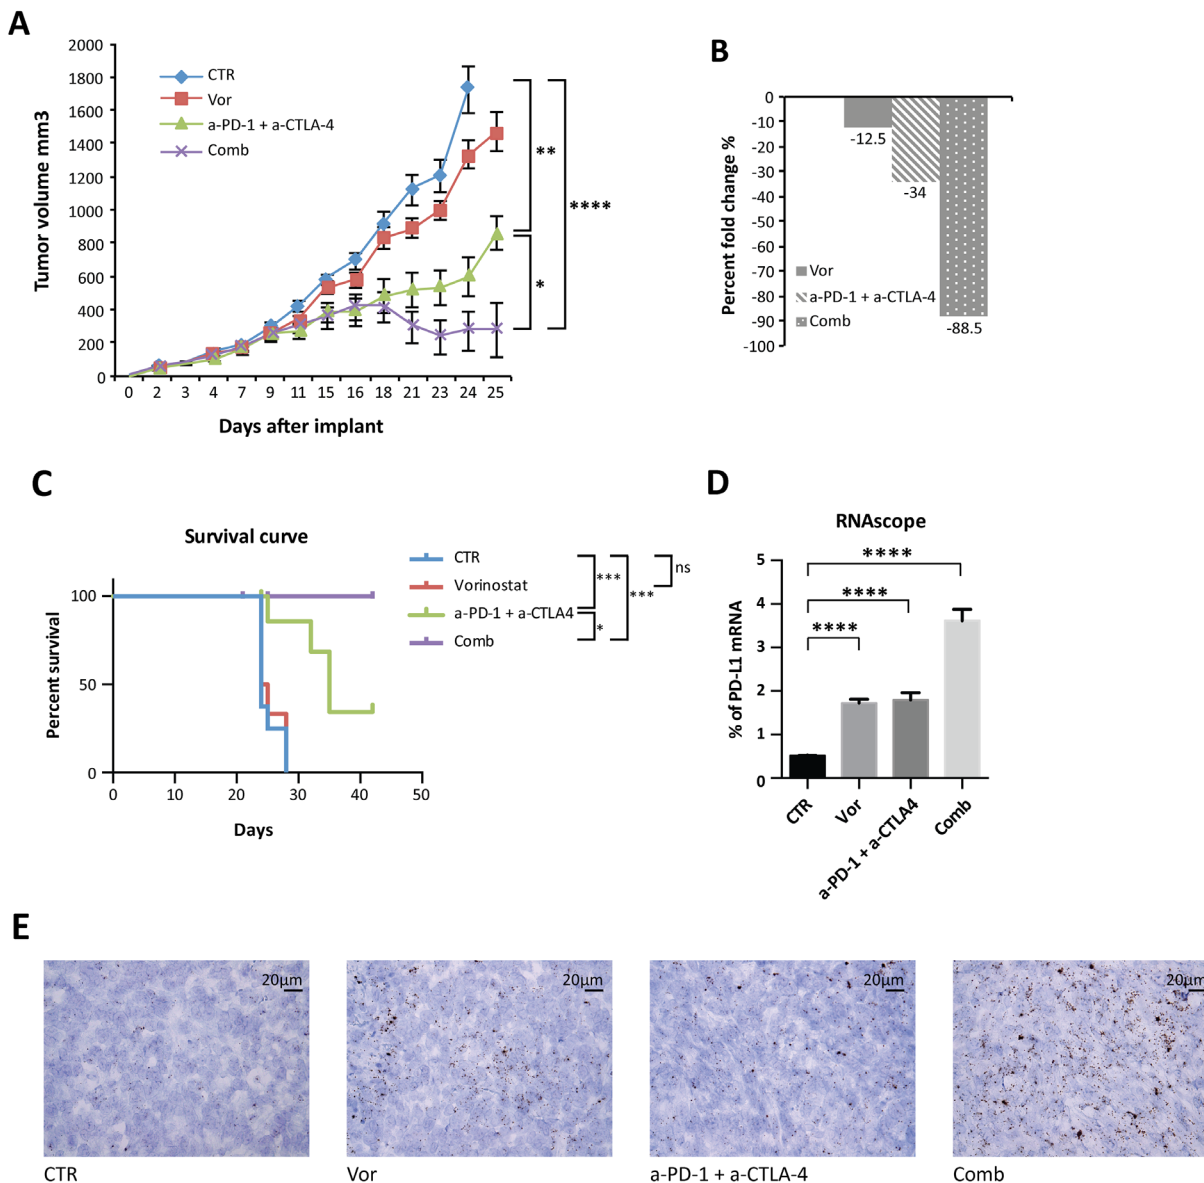 A
Tumor volume mm3
2000
1800
1600
1400
1200
1000
800
600
400
200
0
CTR
Vor
a-PD-1 + a-CTLA-4
Comb
**
****
*
0 2 3 4 7 9 11 15 16 18 21 23 24 25
Days after implant
B
Percent fold change %
0
-10
-20
-30
-40
-50
-60
-70
-80
-90
-100
-12.5
-34
-88.5
Vor
a-PD-1 + a-CTLA-4
Comb
C
Survival curve
Percent survival
100
50
0
0 10 20 30 40 50
Days
CTR
Vorinostat
a-PD-1 + a-CTLA4
Comb
***
***
ns
*
D
RNAscope
% of PD-L1 mRNA
5
4
3
2
1
0
****
****
****
CTR
Vor
a-PD-1 + a-CTLA4
Comb
E
20µm
20µm
20µm
20µm
CTR
Vor
a-PD-1 + a-CTLA-4
Comb